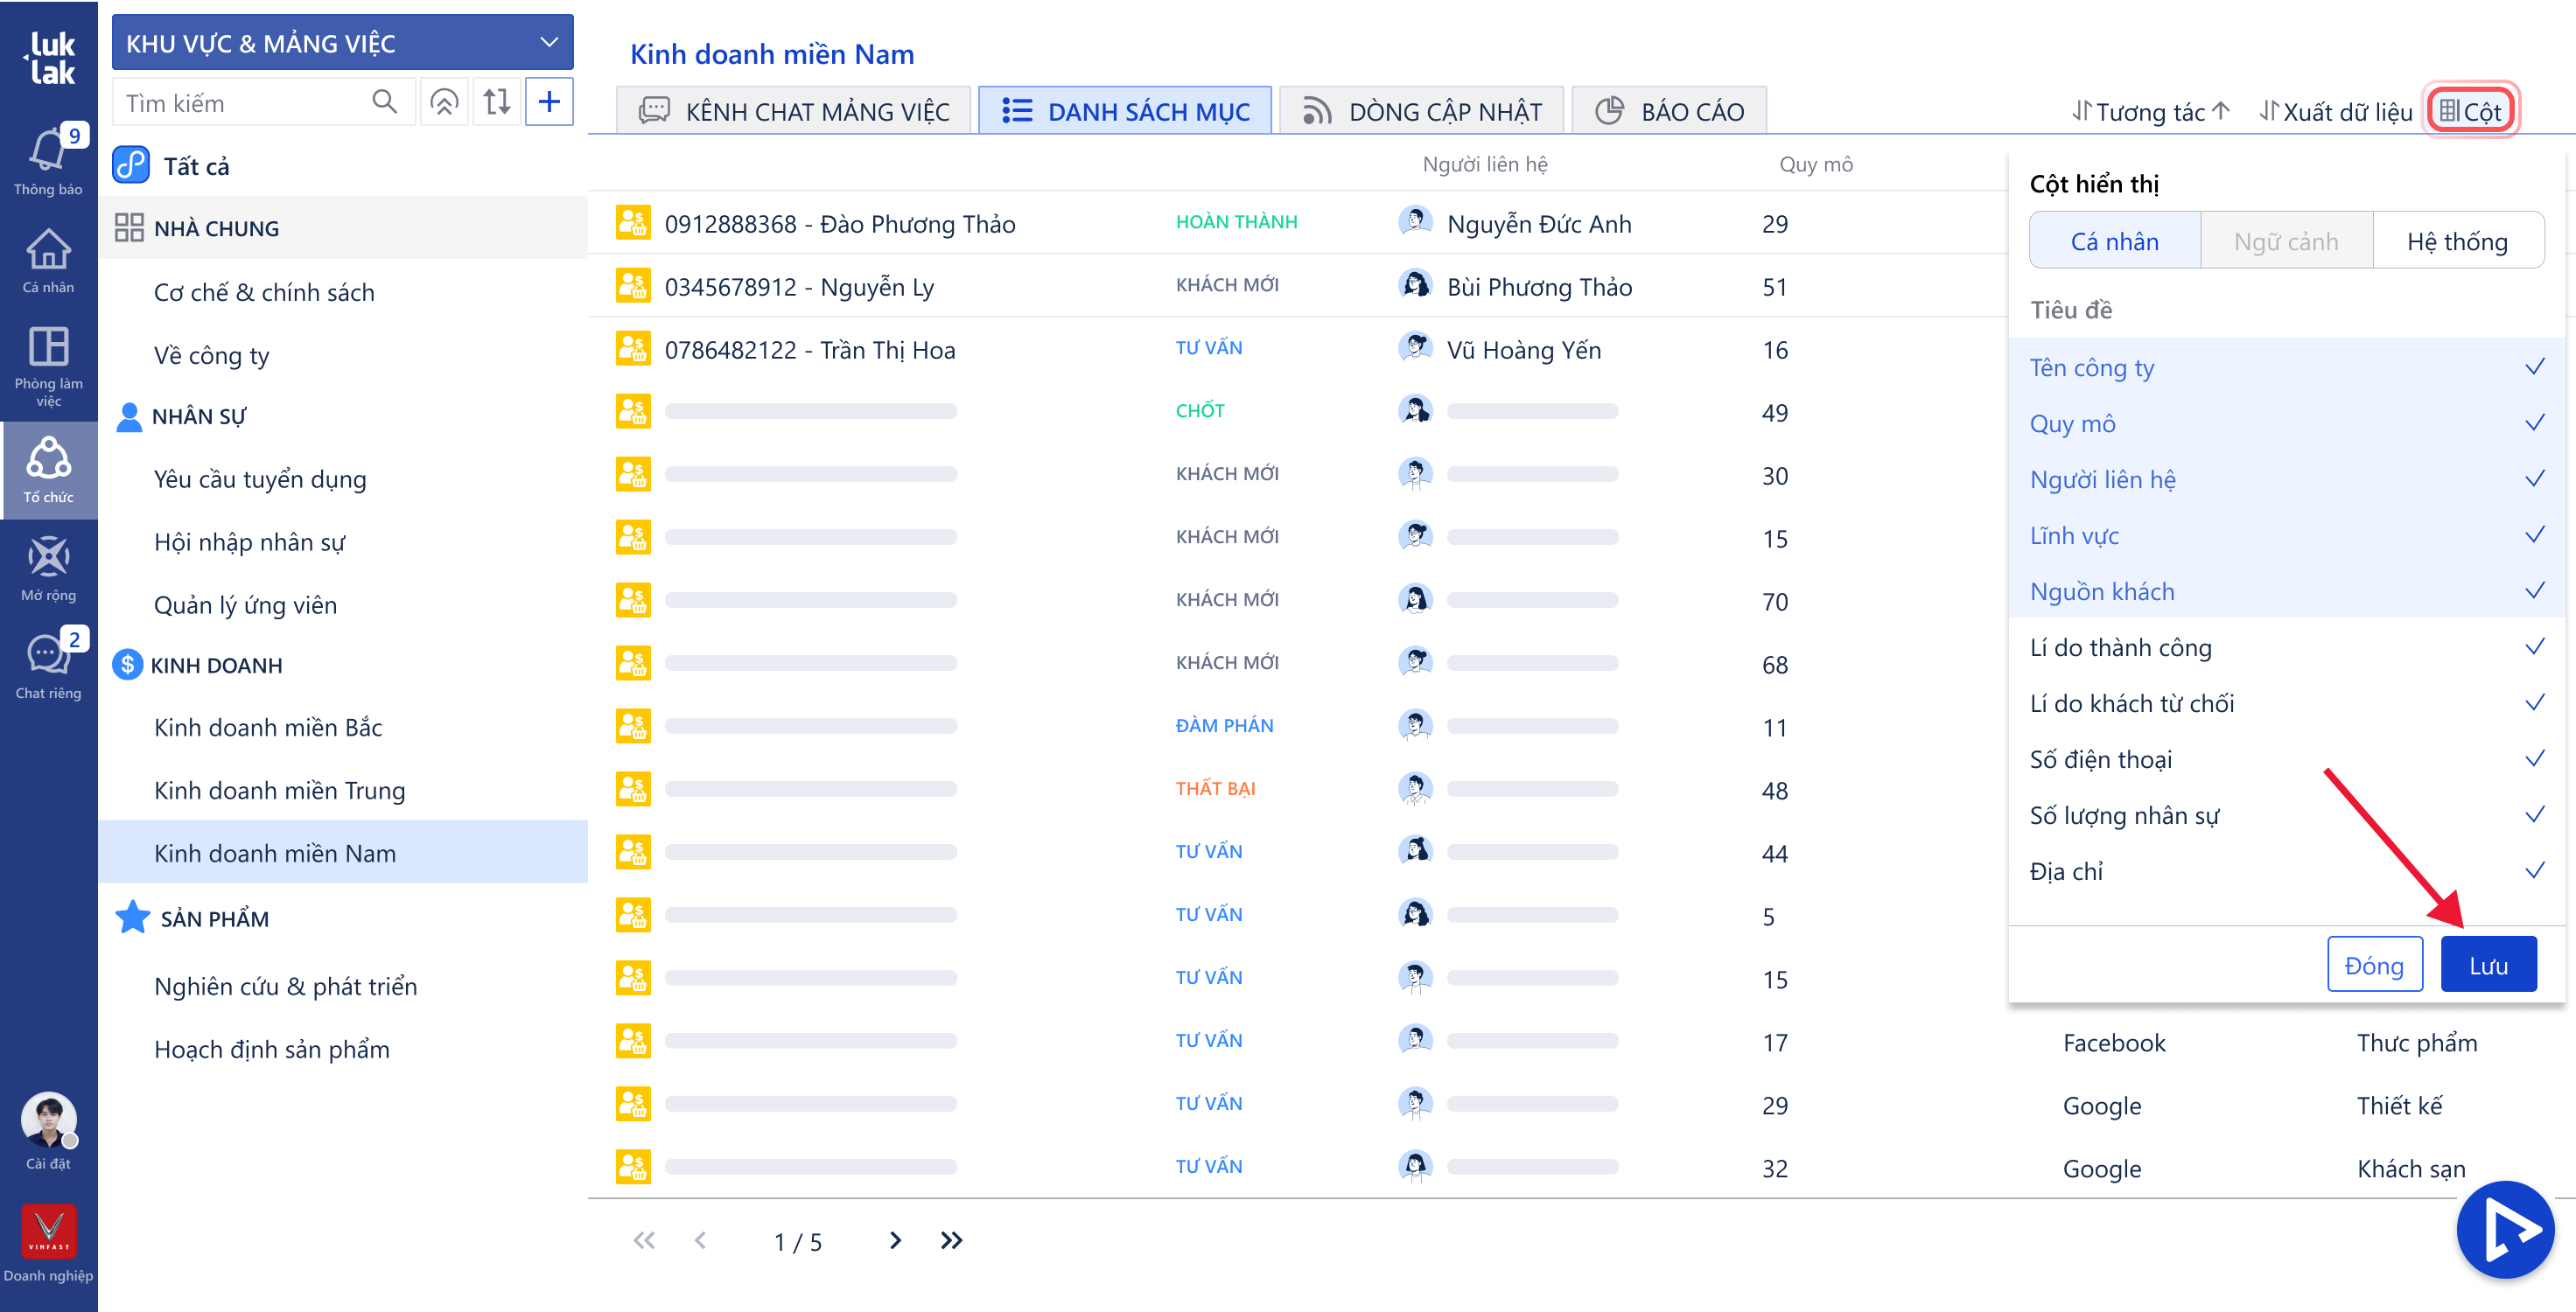 luk
lak
9
Thông báo
Cá nhân
Phòng làm
việc
Tổ chức
Mở rộng
2
Chat riêng
Cài đặt
VINFAST
Doanh nghiệp
KHU VỰC & MẢNG VIỆC
Tìm kiếm
Tất cả
NHÀ CHUNG
Cơ chế & chính sách
Về công ty
NHÂN SỰ
Yêu cầu tuyển dụng
Hội nhập nhân sự
Quản lý ứng viên
KINH DOANH
Kinh doanh miền Bắc
Kinh doanh miền Trung
Kinh doanh miền Nam
SẢN PHẨM
Nghiên cứu & phát triển
Hoạch định sản phẩm
Kinh doanh miền Nam
KÊNH CHAT MẢNG VIỆC DANH SÁCH MỤC DÒNG CẬP NHẬT BÁO CÁO
Tương tác Xuất dữ liệu Cột
Người liên hệ Quy mô
0912888368 - Đào Phương Thảo HOÀN THÀNH Nguyễn Đức Anh 29
0345678912 - Nguyễn Ly KHÁCH MỚI Bùi Phương Thảo 51
0786482122 - Trần Thị Hoa TƯ VẤN Vũ Hoàng Yến 16
CHỐT 49
KHÁCH MỚI 30
KHÁCH MỚI 15
KHÁCH MỚI 70
KHÁCH MỚI 68
ĐÀM PHÁN 11
THẤT BẠI 48
TƯ VẤN 44
TƯ VẤN 5
TƯ VẤN 15
TƯ VẤN 17 Facebook Thực phẩm
TƯ VẤN 29 Google Thiết kế
TƯ VẤN 32 Google Khách sạn
1 / 5
Cột hiển thị
Cá nhân Ngữ cảnh Hệ thống
Tiêu đề
Tên công ty
Quy mô
Người liên hệ
Lĩnh vực
Nguồn khách
Lí do thành công
Lí do khách từ chối
Số điện thoại
Số lượng nhân sự
Địa chỉ
Đóng Lưu